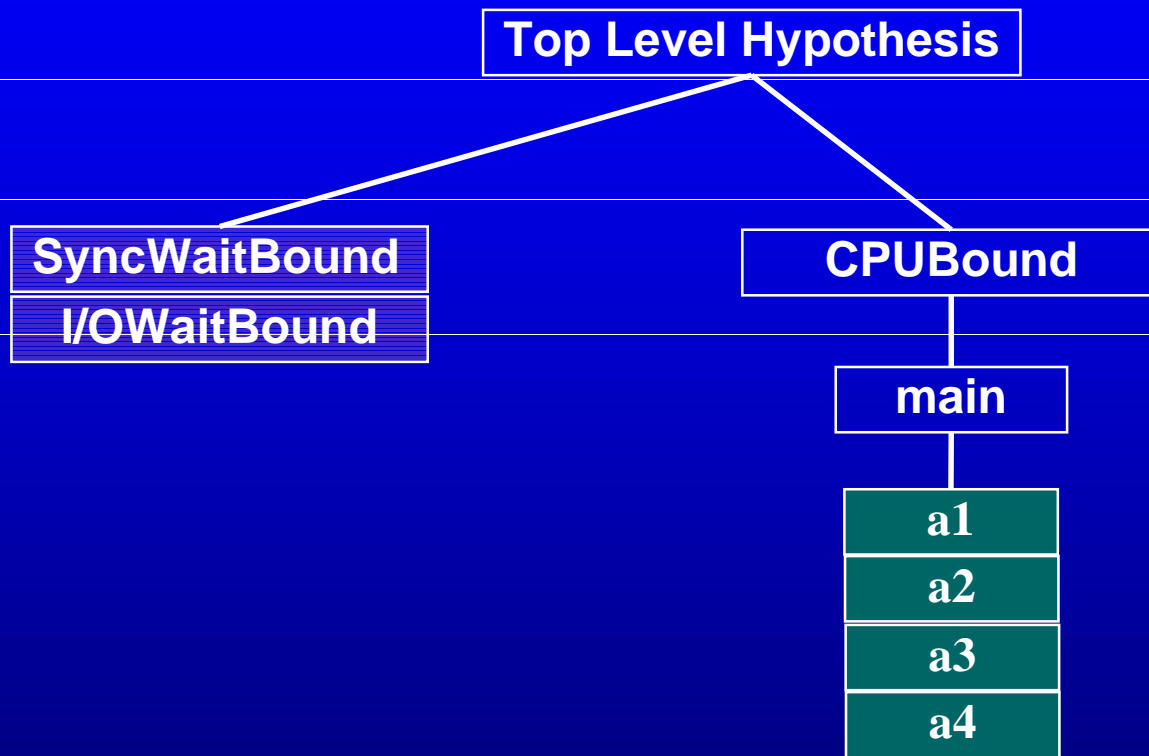 Top Level Hypothesis
SyncWaitBound
I/OWaitBound
CPUBound
main
a1
a2
a3
a4